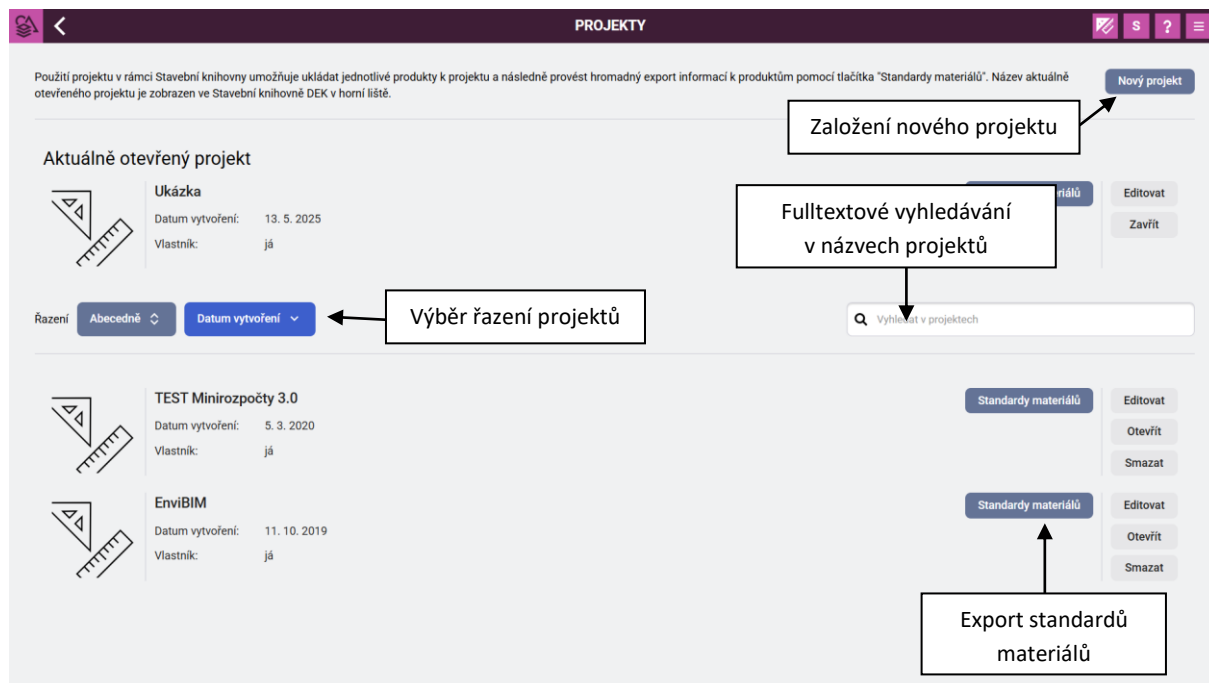 PROJEKTY
S ?
Použití projektu v rámci Stavební knihovny umožňuje ukládat jednotlivé produkty k projektu a následně provést hromadný export informací k produktům pomocí tlačítka "Standardy materiálů". Název aktuálně
otevřeného projektu je zobrazen ve Stavební knihovně DEK v horní liště.
Nový projekt
Založení nového projektu
Aktuálně otevřený projekt
Ukázka
Datum vytvoření: 13. 5. 2025
Vlastník: já
Editovat
Zavřít
Fulltextové vyhledávání
v názvech projektů
Řazení Abecedně Datum vytvoření
Výběr řazení projektů
Vyhledat v projektech
TEST Minirozpočty 3.0
Datum vytvoření: 5. 3. 2020
Vlastník: já
Standardy materiálů
Editovat
Otevřít
Smazat
EnviBIM
Datum vytvoření: 11. 10. 2019
Vlastník: já
Standardy materiálů
Editovat
Otevřít
Smazat
Export standardů
materiálů